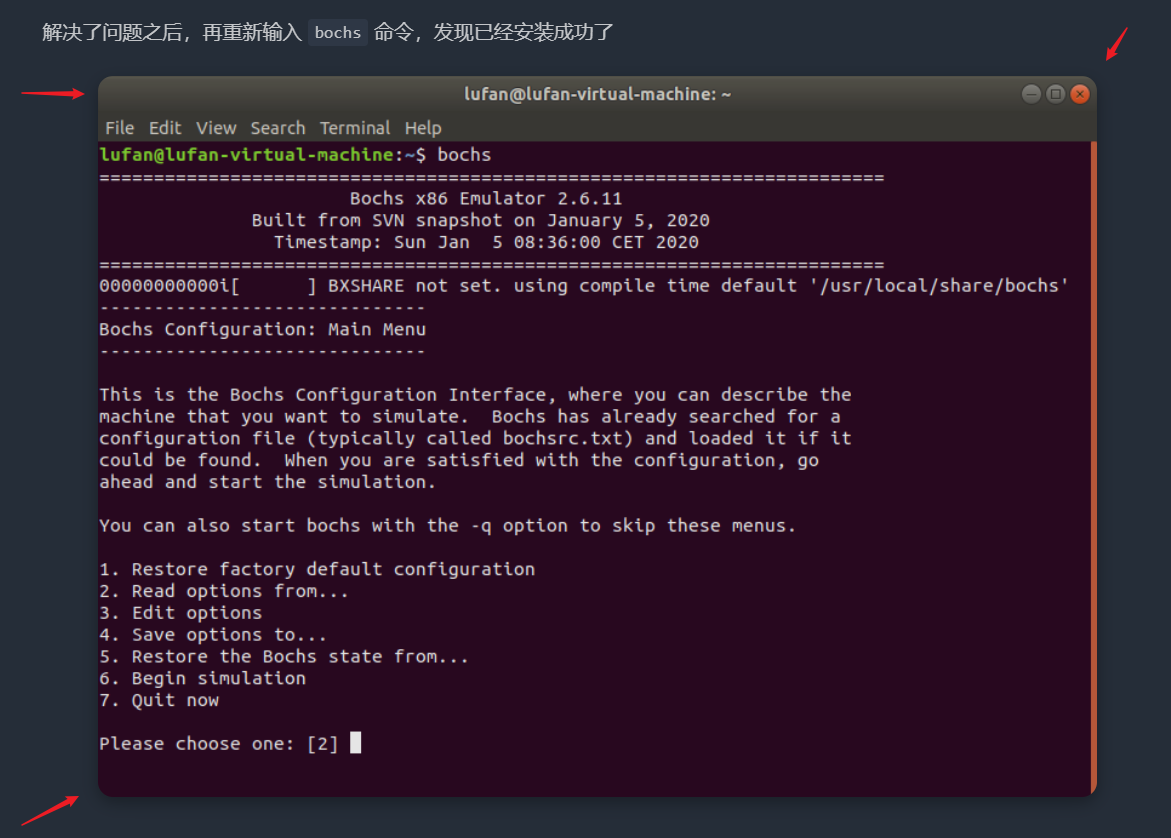 解决了问题之后，再重新输入 bochs 命令，发现已经安装成功了
lufan@lufan-virtual-machine: ~
File Edit View Search Terminal Help
lufan@lufan-virtual-machine:~$ bochs
========================================================================
Bochs x86 Emulator 2.6.11
Built from SVN snapshot on January 5, 2020
Timestamp: Sun Jan  5 08:36:00 CET 2020
========================================================================
00000000000i[      ] BXSHARE not set. using compile time default '/usr/local/share/bochs'
------------------------------
Bochs Configuration: Main Menu
------------------------------
This is the Bochs Configuration Interface, where you can describe the
machine that you want to simulate.  Bochs has already searched for a
configuration file (typically called bochsrc.txt) and loaded it if it
could be found.  When you are satisfied with the configuration, go
ahead and start the simulation.
You can also start bochs with the -q option to skip these menus.
1. Restore factory default configuration
2. Read options from...
3. Edit options
4. Save options to...
5. Restore the Bochs state from...
6. Begin simulation
7. Quit now
Please choose one: [2]